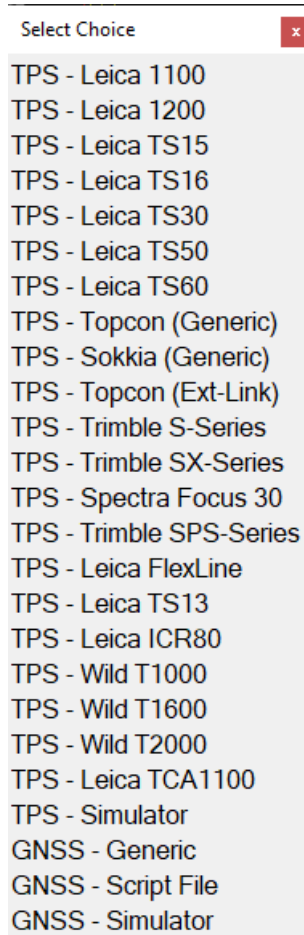 Select Choice
x
TPS - Leica 1100
TPS - Leica 1200
TPS - Leica TS15
TPS - Leica TS16
TPS - Leica TS30
TPS - Leica TS50
TPS - Leica TS60
TPS - Topcon (Generic)
TPS - Sokkia (Generic)
TPS - Topcon (Ext-Link)
TPS - Trimble S-Series
TPS - Trimble SX-Series
TPS - Spectra Focus 30
TPS - Trimble SPS-Series
TPS - Leica FlexLine
TPS - Leica TS13
TPS - Leica ICR80
TPS - Wild T1000
TPS - Wild T1600
TPS - Wild T2000
TPS - Leica TCA1100
TPS - Simulator
GNSS - Generic
GNSS - Script File
GNSS - Simulator